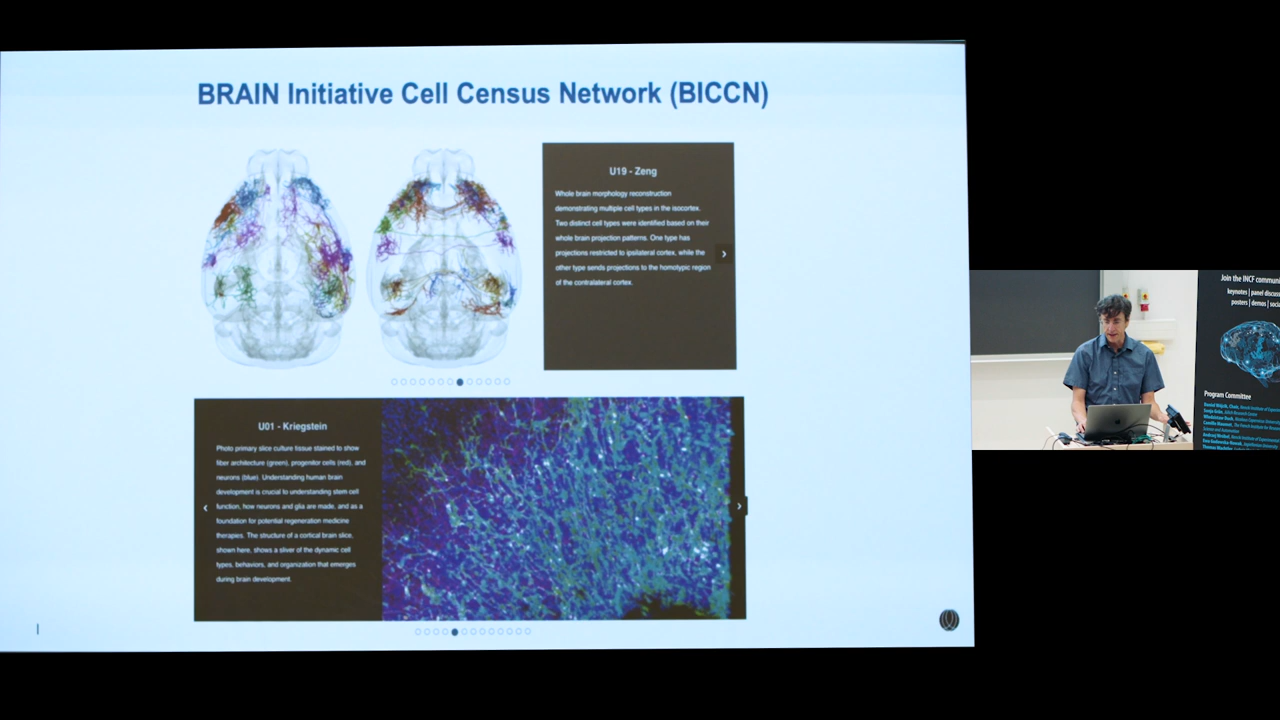 BRAIN Initiative Cell Census Network (BICCN)
U19 - Zeng
Whole brain morphology reconstruction
demonstrating multiple cell types in the isocortex.
Two distinct cell types were identified based on their
whole brain projection patterns. One type has
projections restricted to ipsilateral cortex, while the
other type sends projections to the homotypic region
of the contralateral cortex.
U01 - Kriegstein
Photo primary slice culture tissue stained to show
fiber architecture (green), progenitor cells (red), and
neurons (blue). Understanding human brain
development is crucial to understanding stem cell
function, how neurons and glia are made, and as a
foundation for potential regeneration medicine
therapies. The structure of a cortical brain slice,
shown here, shows a sliver of the dynamic cell
types, behaviors, and organization that emerges
during brain development.
Join the INCF communi
keynotes | panel discus
posters | demos | socia
Program Committee